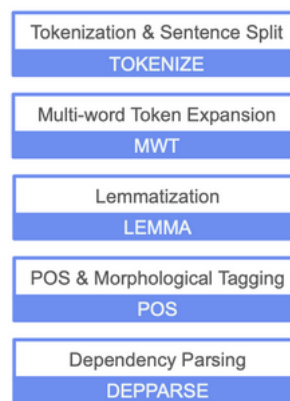 Tokenization & Sentence Split
TOKENIZE
Multi-word Token Expansion
MWT
Lemmatization
LEMMA
POS & Morphological Tagging
POS
Dependency Parsing
DEPPARSE